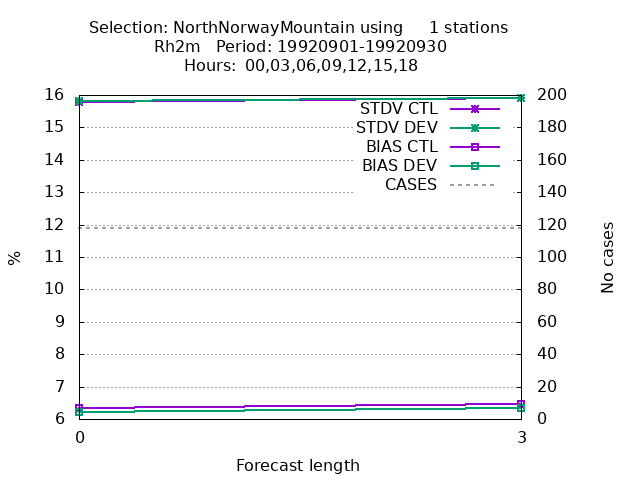 Selection: NorthNorwayMountain using     1 stations
Rh2m   Period: 19920901-19920930
Hours:  00,03,06,09,12,15,18
16
15
14
13
12
11
10
9
8
7
6
%
200
180
160
140
120
100
80
60
40
20
0
No cases
STDV CTL
STDV DEV
BIAS CTL
BIAS DEV
CASES
0
3
Forecast length